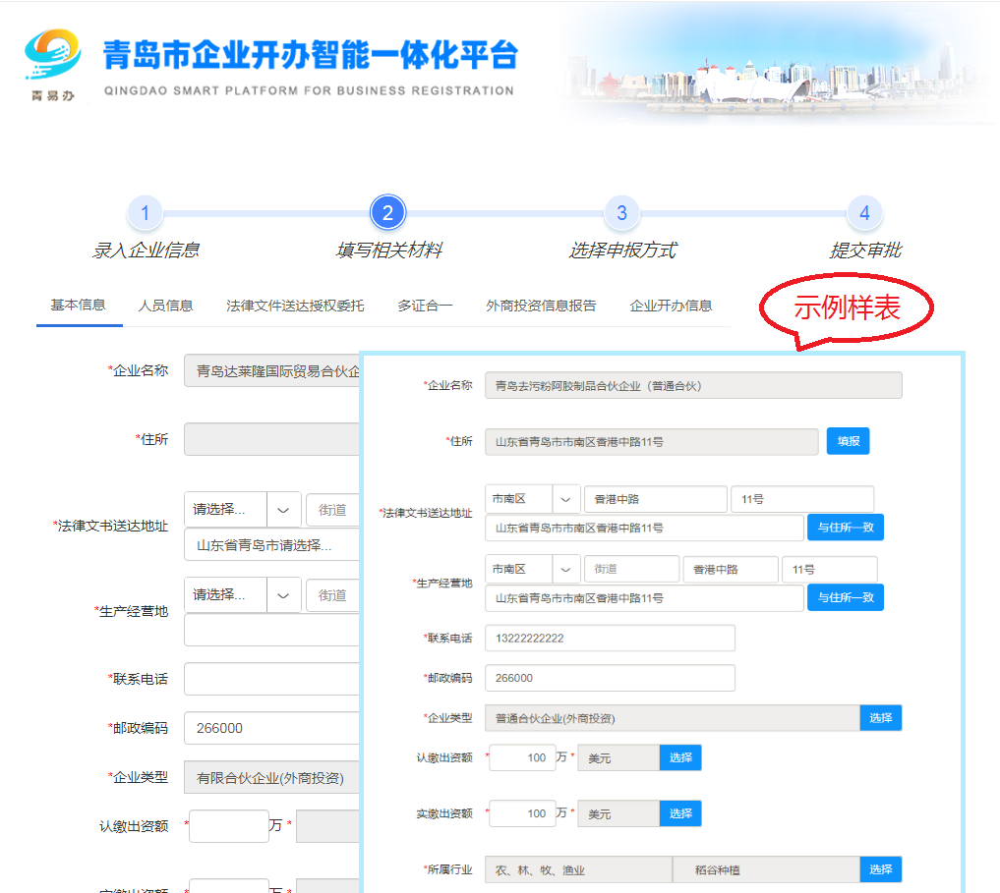 青岛市企业开办智能一体化平台
QINGDAO SMART PLATFORM FOR BUSINESS REGISTRATION
青易办
1 2 3 4
录入企业信息 填写相关材料 选择申报方式 提交审批
基本信息 人员信息 法律文件送达授权委托 多证合一 外商投资信息报告 企业开办信息
示例样表
*企业名称 青岛达莱隆国际贸易合伙企
*住所
*法律文书送达地址 请选择... 街道
山东省青岛市请选择...
*生产经营地 请选择... 街道
*联系电话
*邮政编码 266000
*企业类型 有限合伙企业(外商投资)
认缴出资额 * 万 *
实缴出资额 * 万 *
*企业名称 青岛去污粉阿胶制品合伙企业（普通合伙）
*住所 山东省青岛市市南区香港中路11号 填报
*法律文书送达地址 市南区 香港中路 11号
山东省青岛市市南区香港中路11号 与住所一致
*生产经营地 市南区 街道 香港中路 11号
山东省青岛市市南区香港中路11号 与住所一致
*联系电话 13222222222
*邮政编码 266000
*企业类型 普通合伙企业(外商投资) 选择
认缴出资额 * 100 万 * 美元 选择
实缴出资额 * 100 万 * 美元 选择
*所属行业 农、林、牧、渔业 稻谷种植 选择